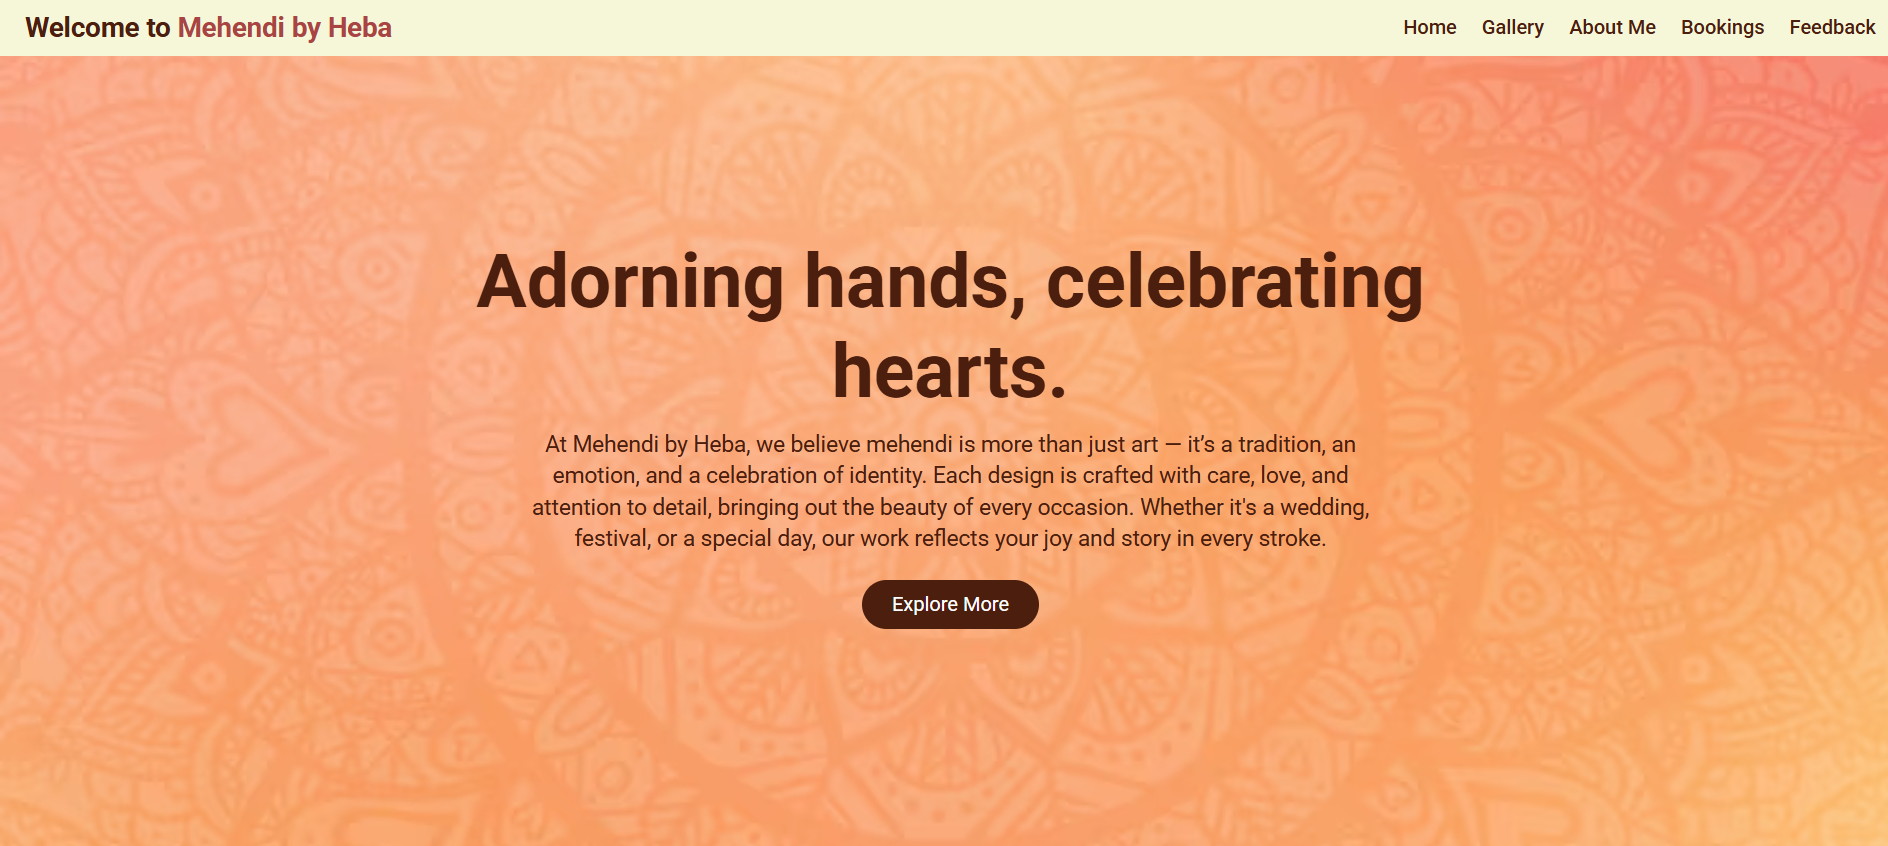 Welcome to Mehendi by Heba
Home Gallery About Me Bookings Feedback
Adorning hands, celebrating
hearts.
At Mehendi by Heba, we believe mehendi is more than just art — it’s a tradition, an
emotion, and a celebration of identity. Each design is crafted with care, love, and
attention to detail, bringing out the beauty of every occasion. Whether it's a wedding,
festival, or a special day, our work reflects your joy and story in every stroke.
Explore More